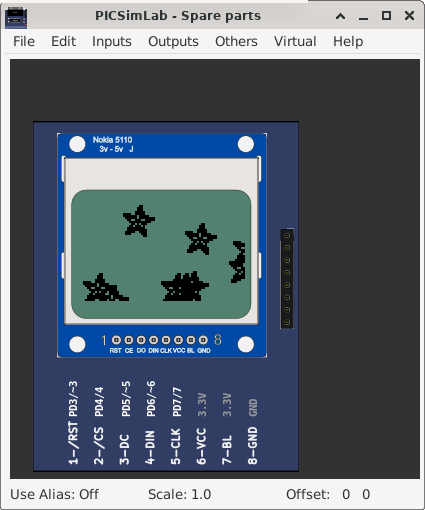 PICSimLab - Spare parts
File Edit Inputs Outputs Others Virtual Help
Nokia 5110
3v - 5v J
1 8
RST CE DO DIN CLK VCC BL GND
1-/RST PD3/~3
2-/CS PD4/4
3-DC PD5/~5
4-DIN PD6/~6
5-CLK PD7/7
6-VCC 3.3V
7-BL 3.3V
8-GND GND
Use Alias: Off Scale: 1.0 Offset: 0 0